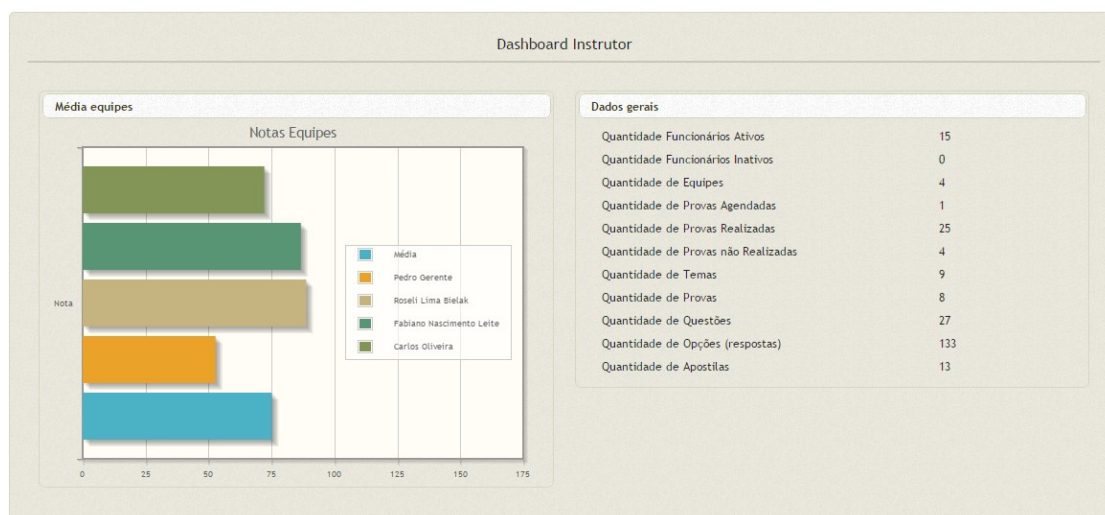 Dashboard Instrutor
Média equipes
Notas Equipes
Nota
Média
Pedro Gerente
Roseli Lima Bielak
Fabiano Nascimento Leite
Carlos Oliveira
0 25 50 75 100 125 150 175
Dados gerais
Quantidade Funcionários Ativos 15
Quantidade Funcionários Inativos 0
Quantidade de Equipes 4
Quantidade de Provas Agendadas 1
Quantidade de Provas Realizadas 25
Quantidade de Provas não Realizadas 4
Quantidade de Temas 9
Quantidade de Provas 8
Quantidade de Questões 27
Quantidade de Opções (respostas) 133
Quantidade de Apostilas 13